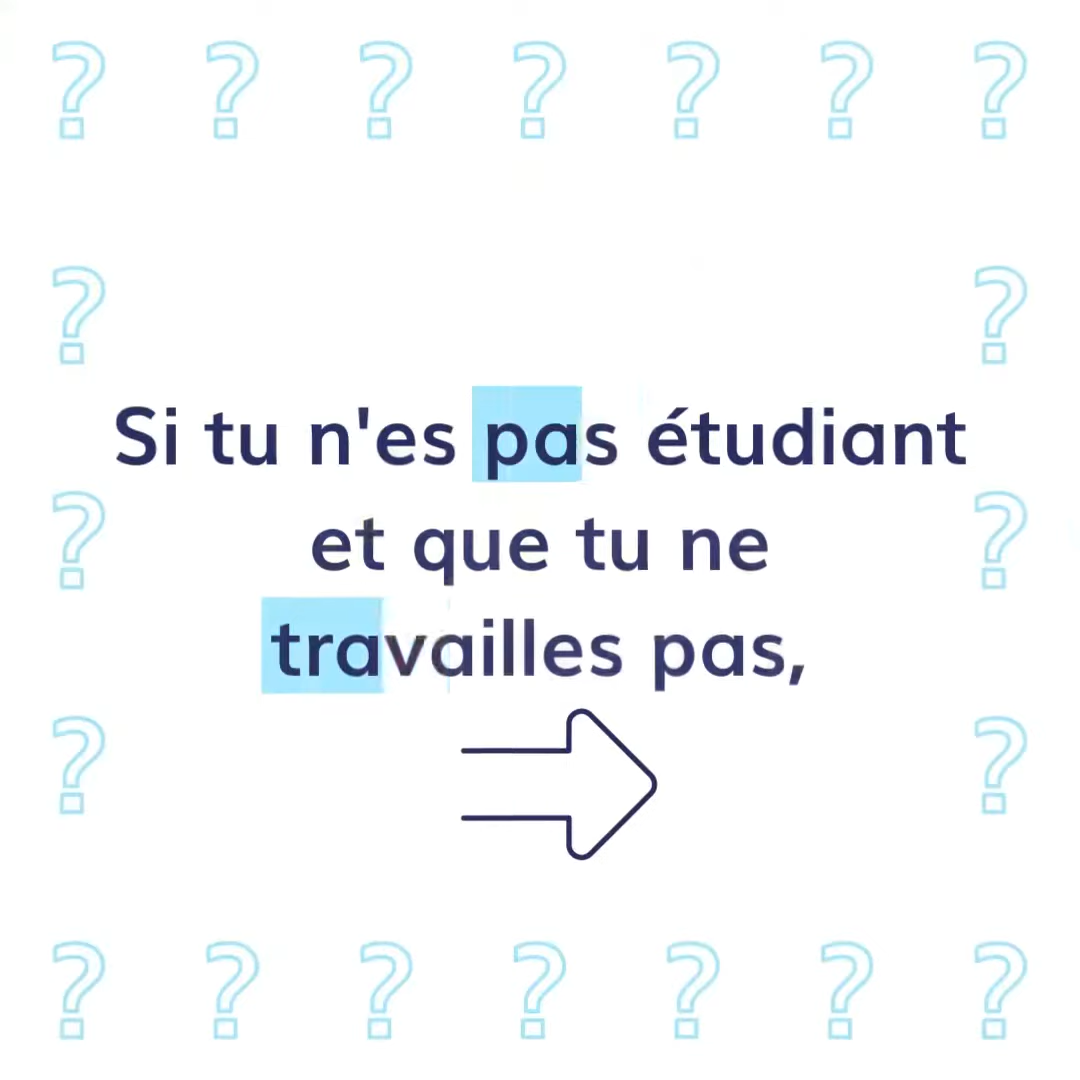 ? ? ? ? ? ? ?
? ?
Si tu n'es pas étudiant
et que tu ne
? ?
travailles pas,
? ?
? ? ? ? ? ? ?